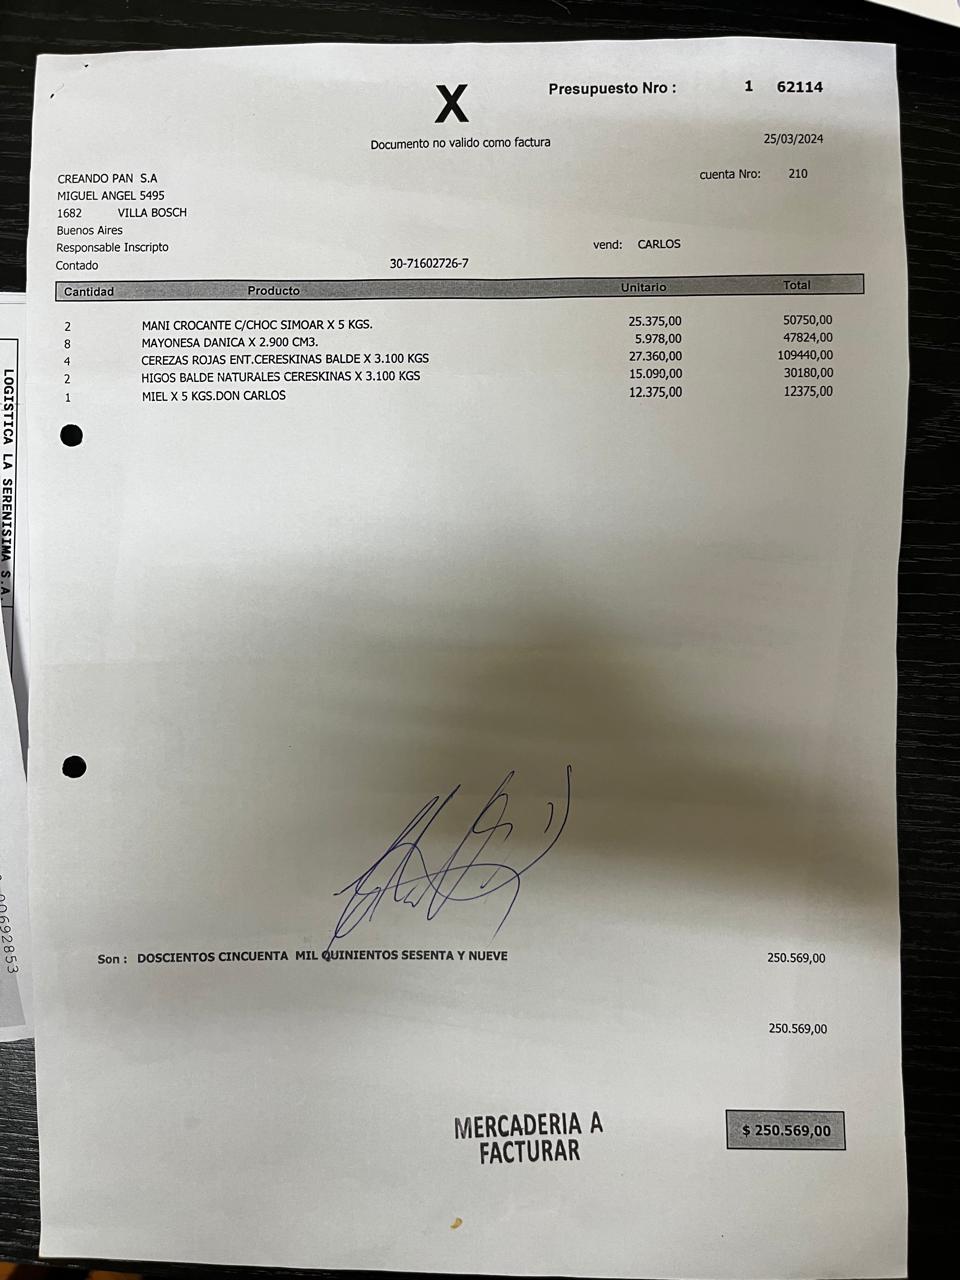 Presupuesto Nro : 1 62114
X
Documento no valido como factura
25/03/2024
CREANDO PAN S.A
cuenta Nro: 210
MIGUEL ANGEL 5495
1682 VILLA BOSCH
Buenos Aires
Responsable Inscripto
vend: CARLOS
Contado 30-71602726-7
Cantidad Producto Unitario Total
2 MANI CROCANTE C/CHOC SIMOAR X 5 KGS. 25.375,00 50750,00
8 MAYONESA DANICA X 2.900 CM3. 5.978,00 47824,00
4 CEREZAS ROJAS ENT.CERESKINAS BALDE X 3.100 KGS 27.360,00 109440,00
2 HIGOS BALDE NATURALES CERESKINAS X 3.100 KGS 15.090,00 30180,00
1 MIEL X 5 KGS.DON CARLOS 12.375,00 12375,00
Son : DOSCIENTOS CINCUENTA MIL QUINIENTOS SESENTA Y NUEVE 250.569,00
250.569,00
MERCADERIA A
FACTURAR
$ 250.569,00
LOGISTICA LA SERENISIMA S.A.
00692853